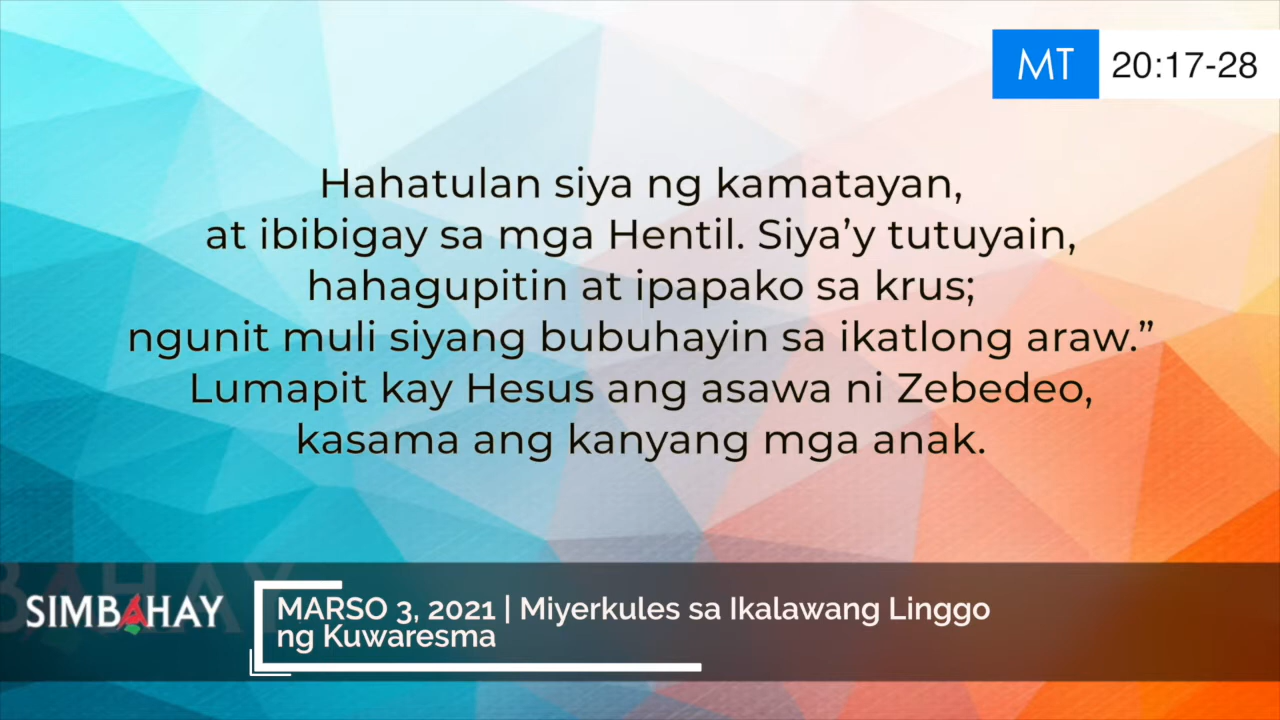 MT 20:17-28
Hahatulan siya ng kamatayan,
at ibibigay sa mga Hentil. Siya’y tutuyain,
hahagupitin at ipapako sa krus;
ngunit muli siyang bubuhayin sa ikatlong araw.”
Lumapit kay Hesus ang asawa ni Zebedeo,
kasama ang kanyang mga anak.
SIMBAHAY
MARSO 3, 2021 | Miyerkules sa Ikalawang Linggo
ng Kuwaresma